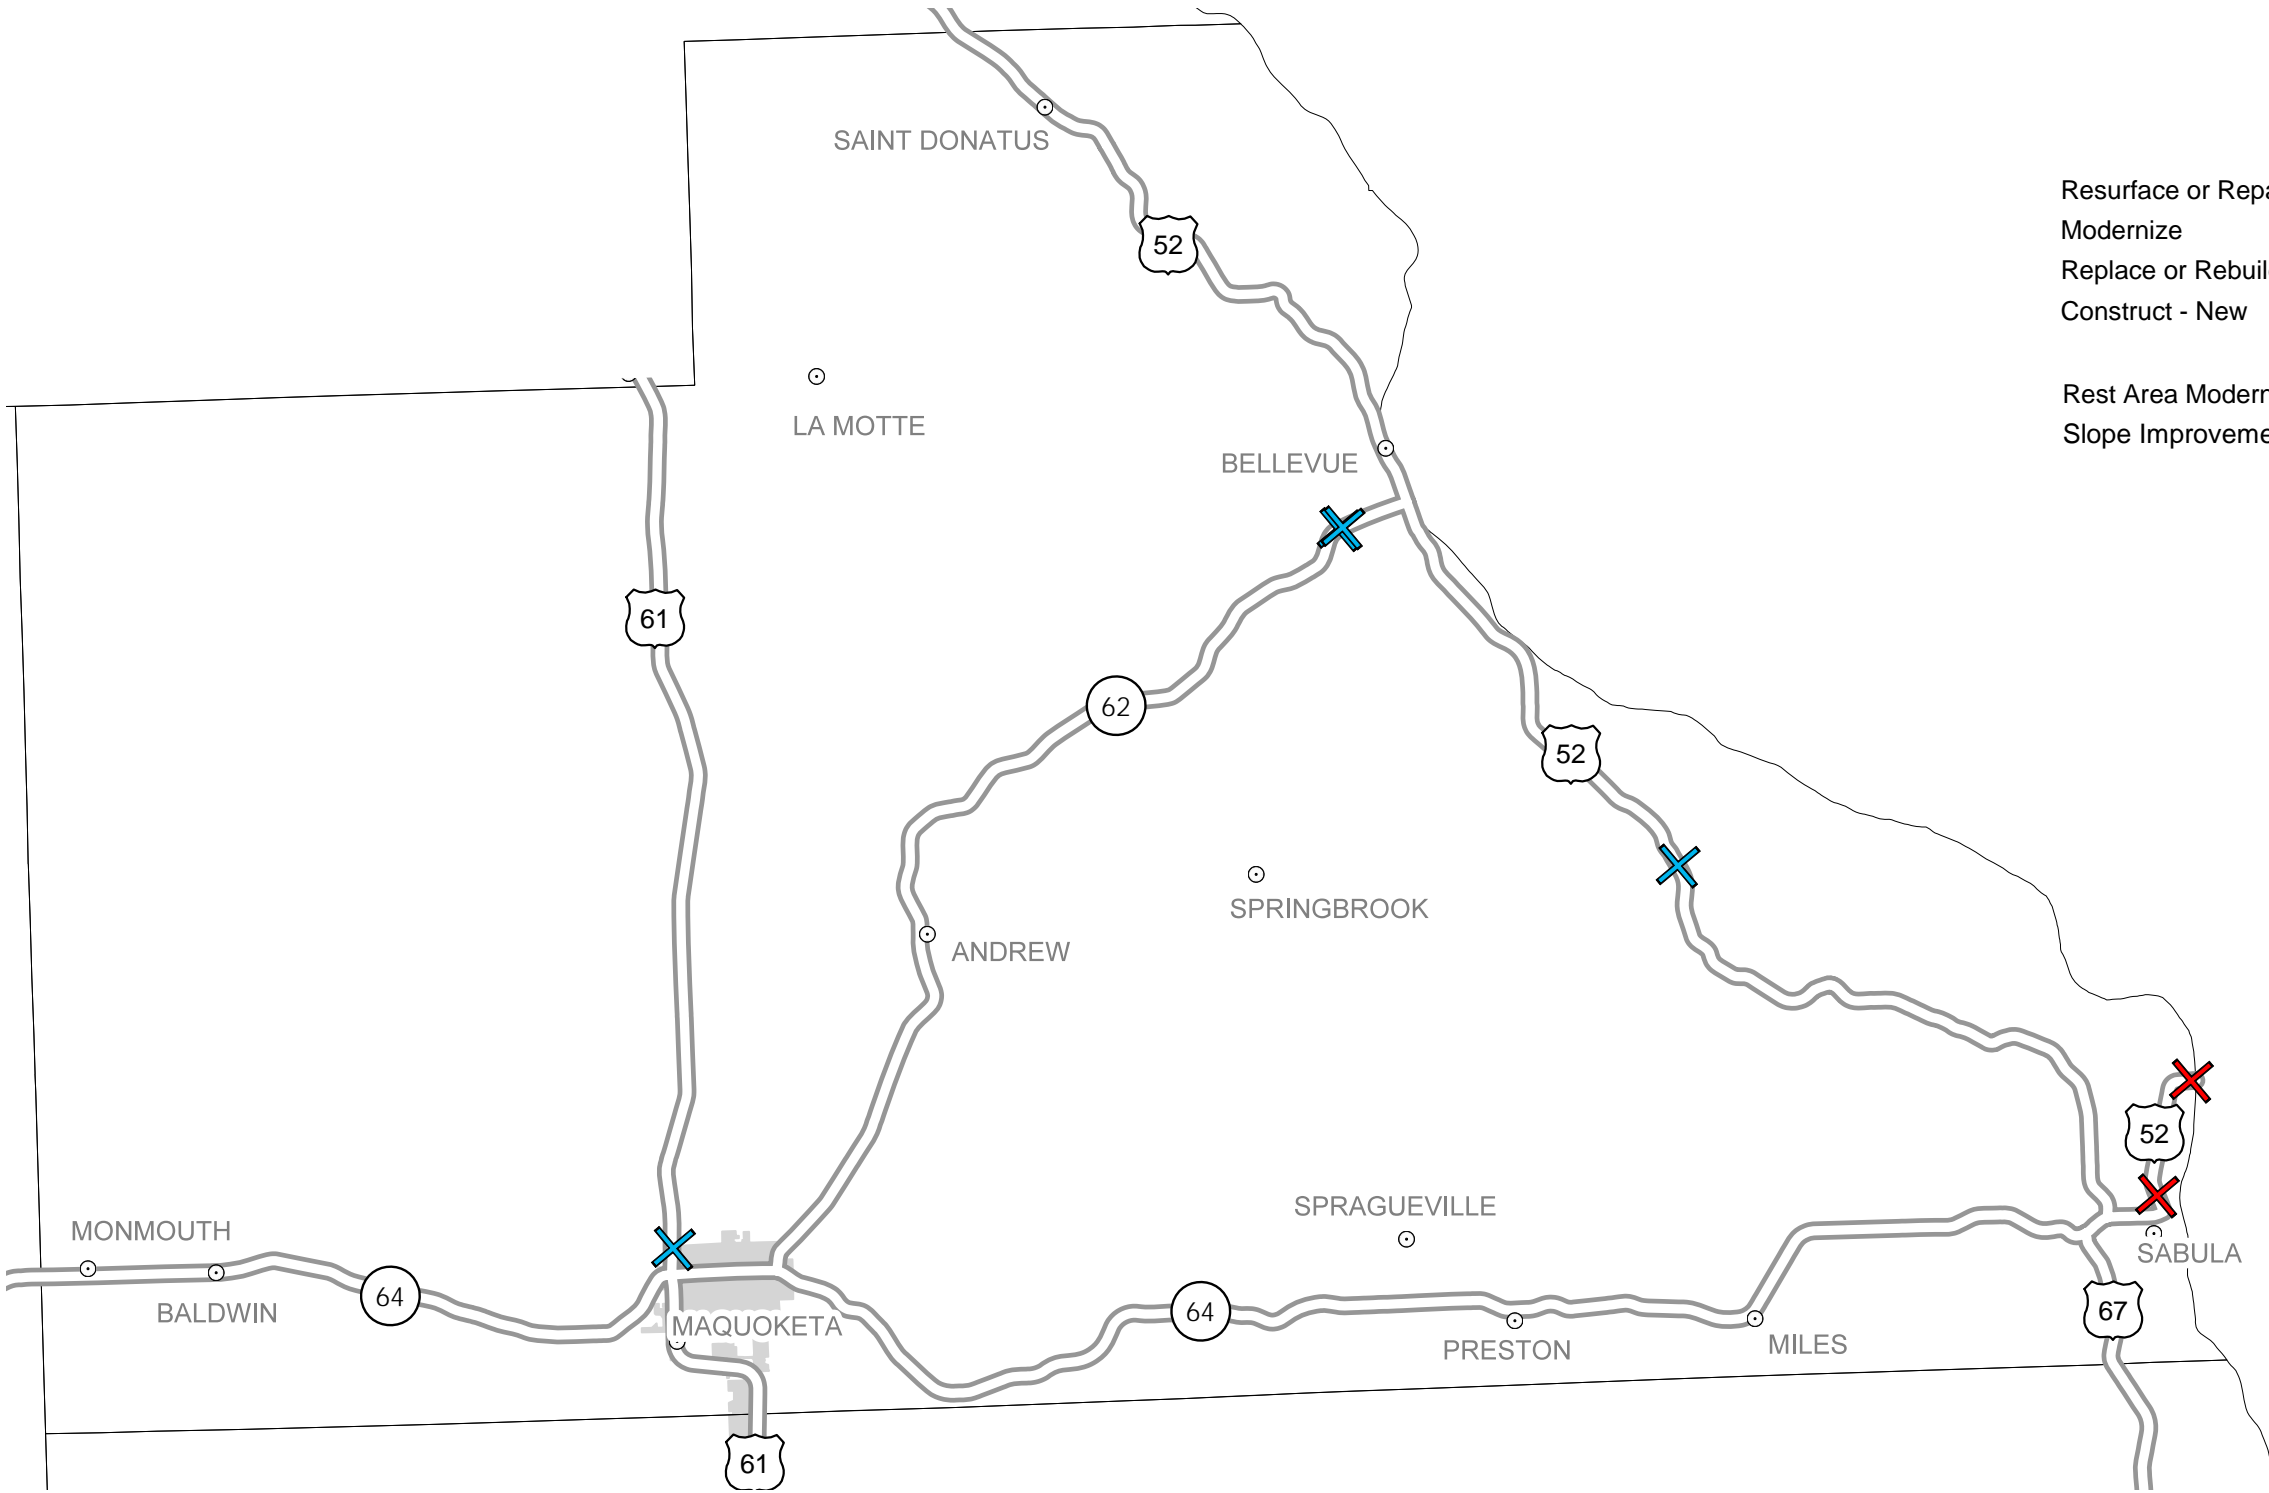 SAINT DONATUS
Resurface or Repa
Modernize
52
Replace or Rebuil
Construct - New
Rest Area Modern
LA MOTTE
Slope Improveme
BELLEVUE
61
62
52
SPRINGBROOK
ANDREW
52
SPRAGUEVILLE
MONMOUTH
SABULA
64
BALDWIN
64
67
MAQUOKETA
MILES
PRESTON
61